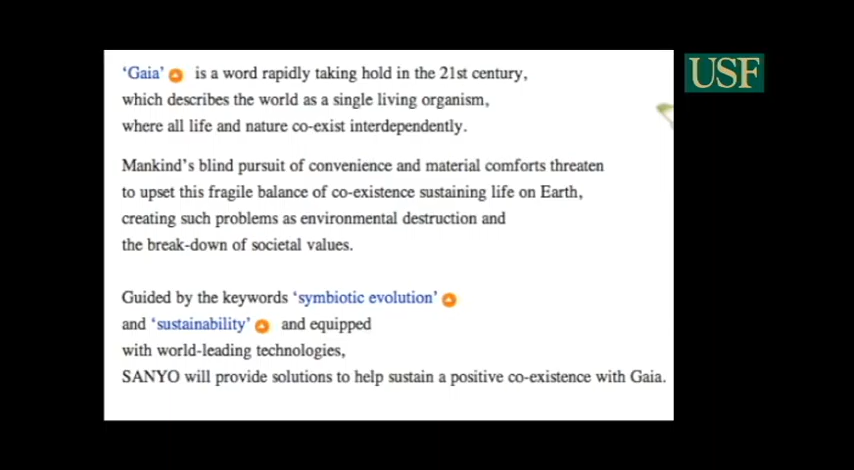 'Gaia' is a word rapidly taking hold in the 21st century,
which describes the world as a single living organism,
where all life and nature co-exist interdependently.
Mankind's blind pursuit of convenience and material comforts threaten
to upset this fragile balance of co-existence sustaining life on Earth,
creating such problems as environmental destruction and
the break-down of societal values.
Guided by the keywords 'symbiotic evolution'
and 'sustainability' and equipped
with world-leading technologies,
SANYO will provide solutions to help sustain a positive co-existence with Gaia.
USF